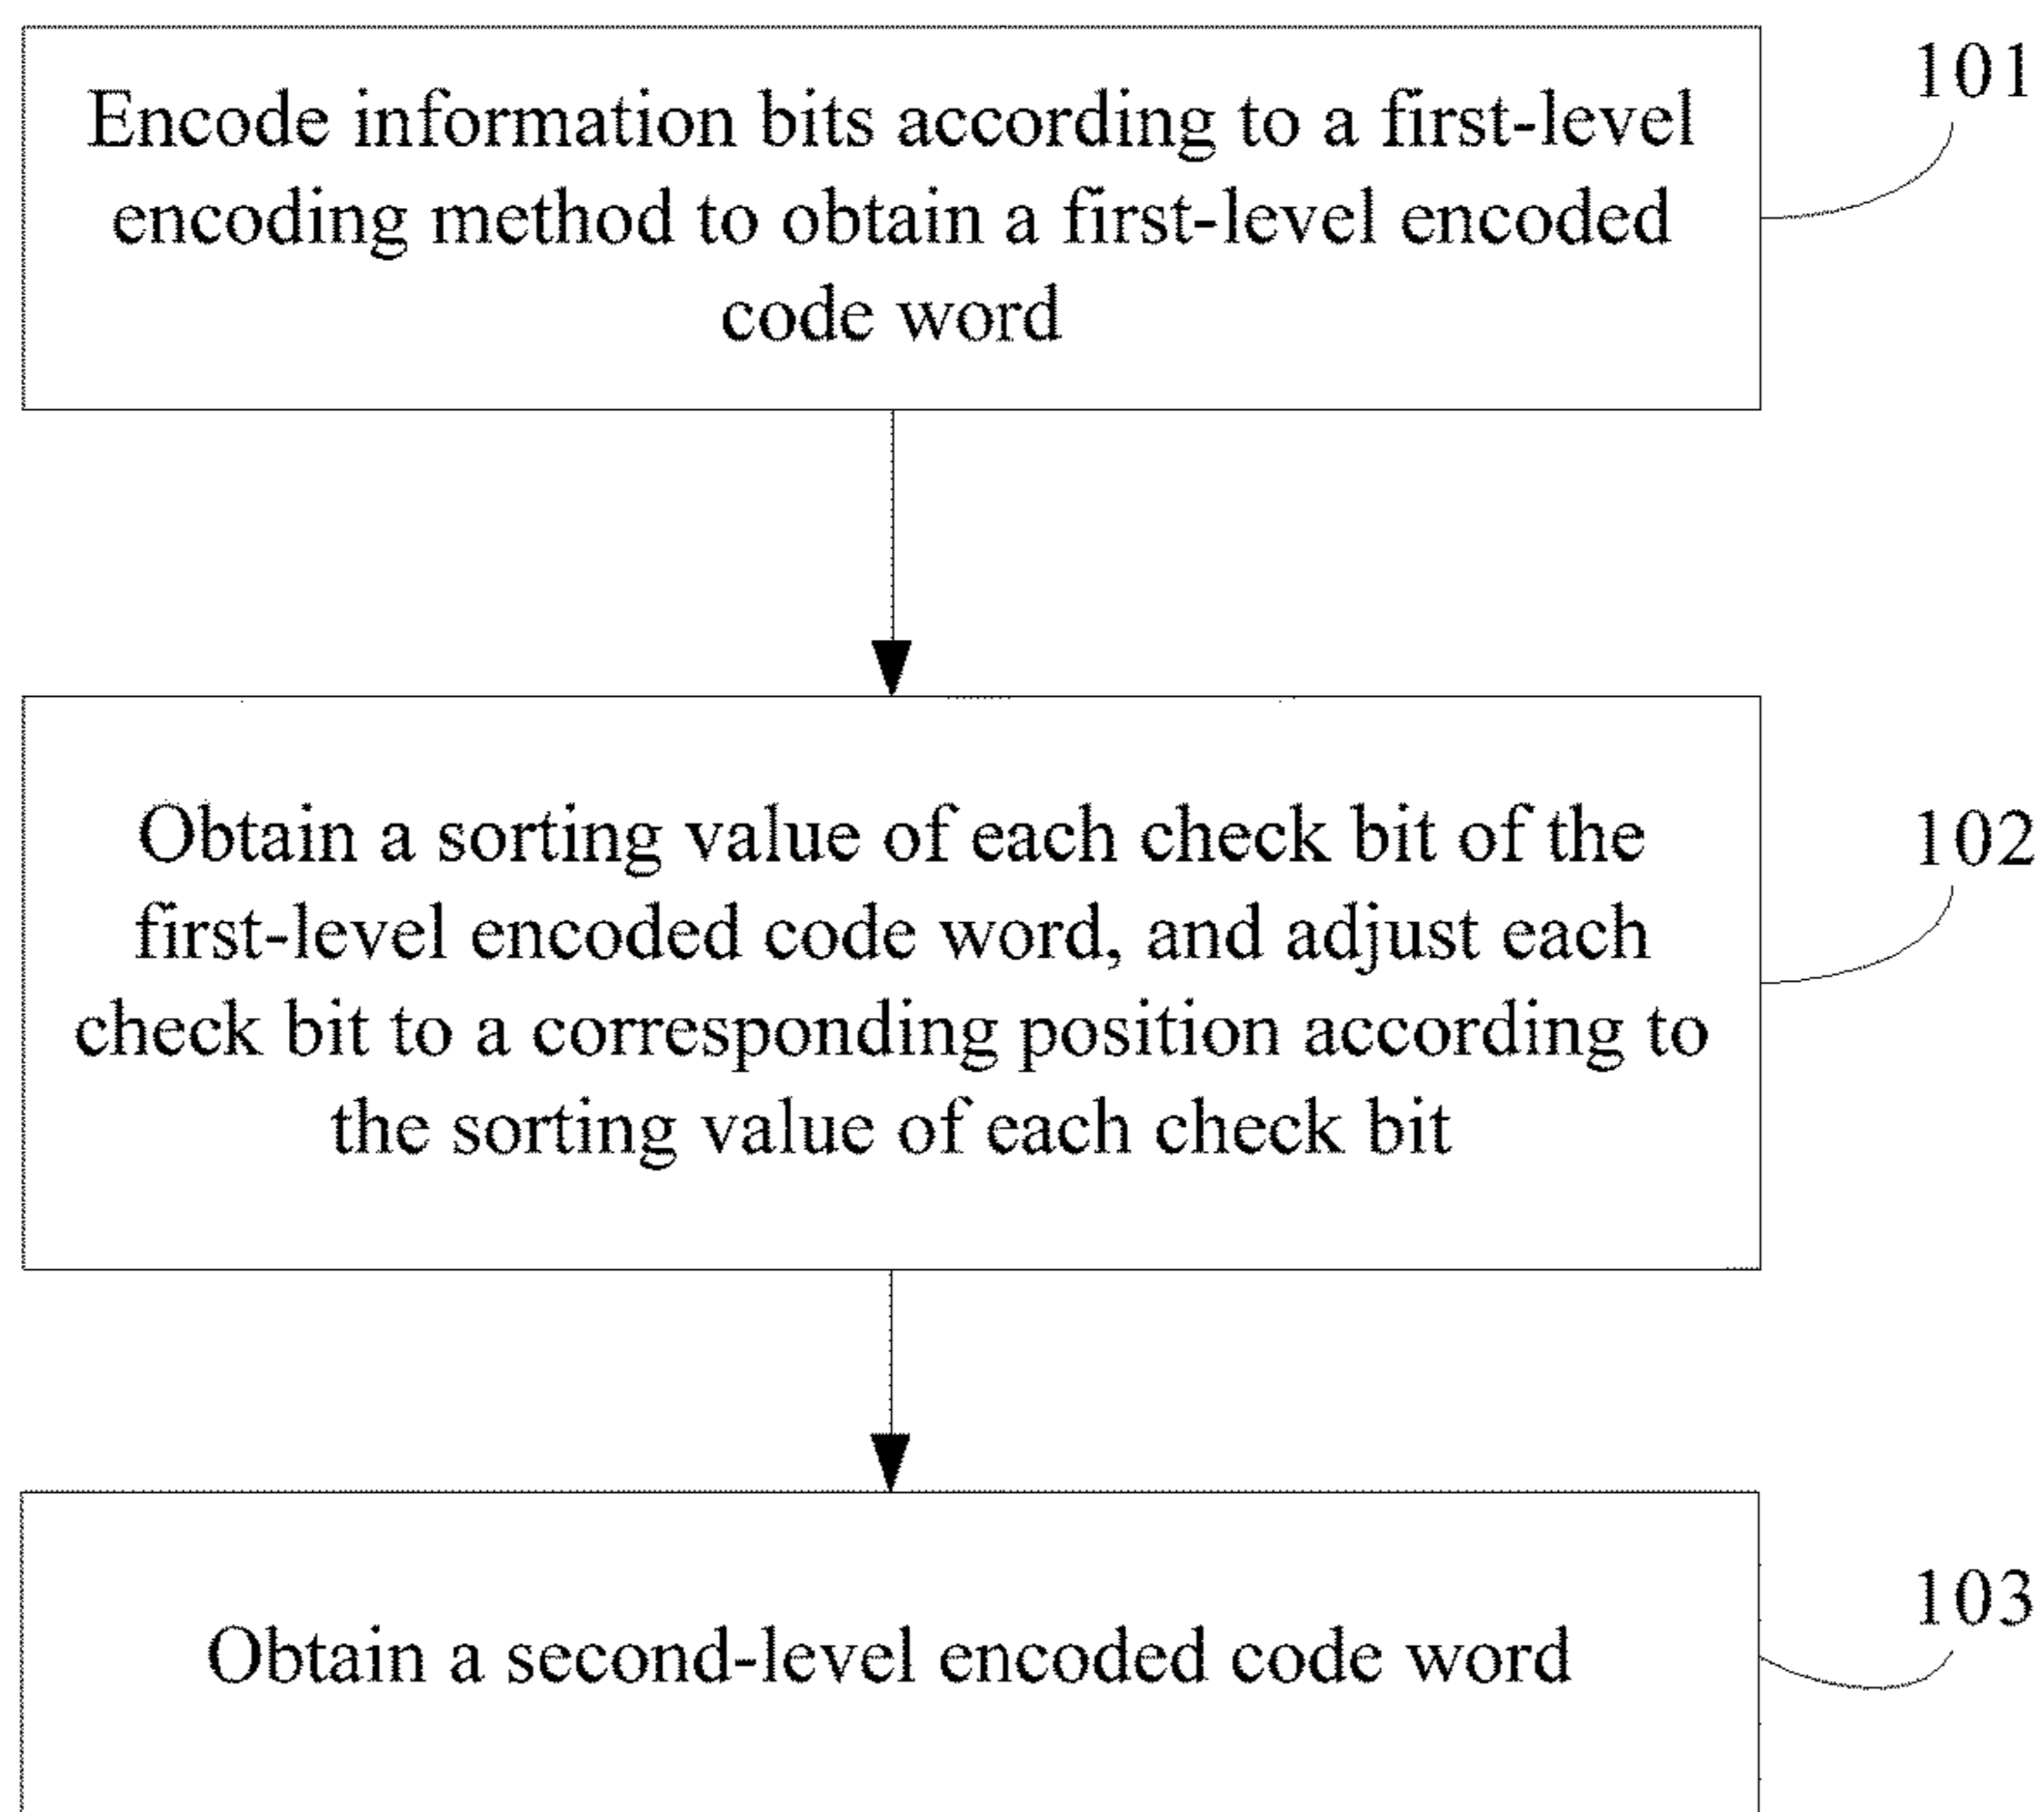 Encode information bits according to a first-level
encoding method to obtain a first-level encoded
code word
101
Obtain a sorting value of each check bit of the
first-level encoded code word, and adjust each
check bit to a corresponding position according to
the sorting value of each check bit
102
Obtain a second-level encoded code word
103